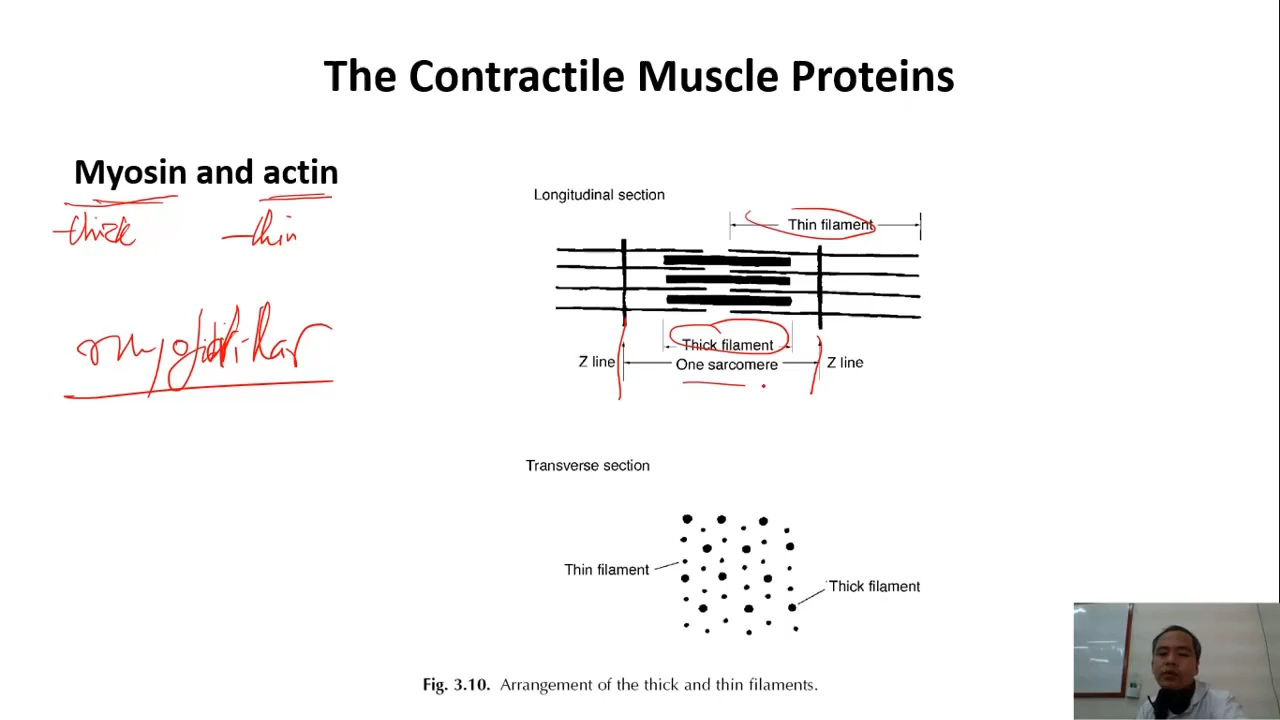 The Contractile Muscle Proteins
Myosin and actin
thick
thin
myofibrillar
Longitudinal section
Thin filament
Thick filament
Z line
One sarcomere
Z line
Transverse section
Thin filament
Thick filament
Fig. 3.10. Arrangement of the thick and thin filaments.